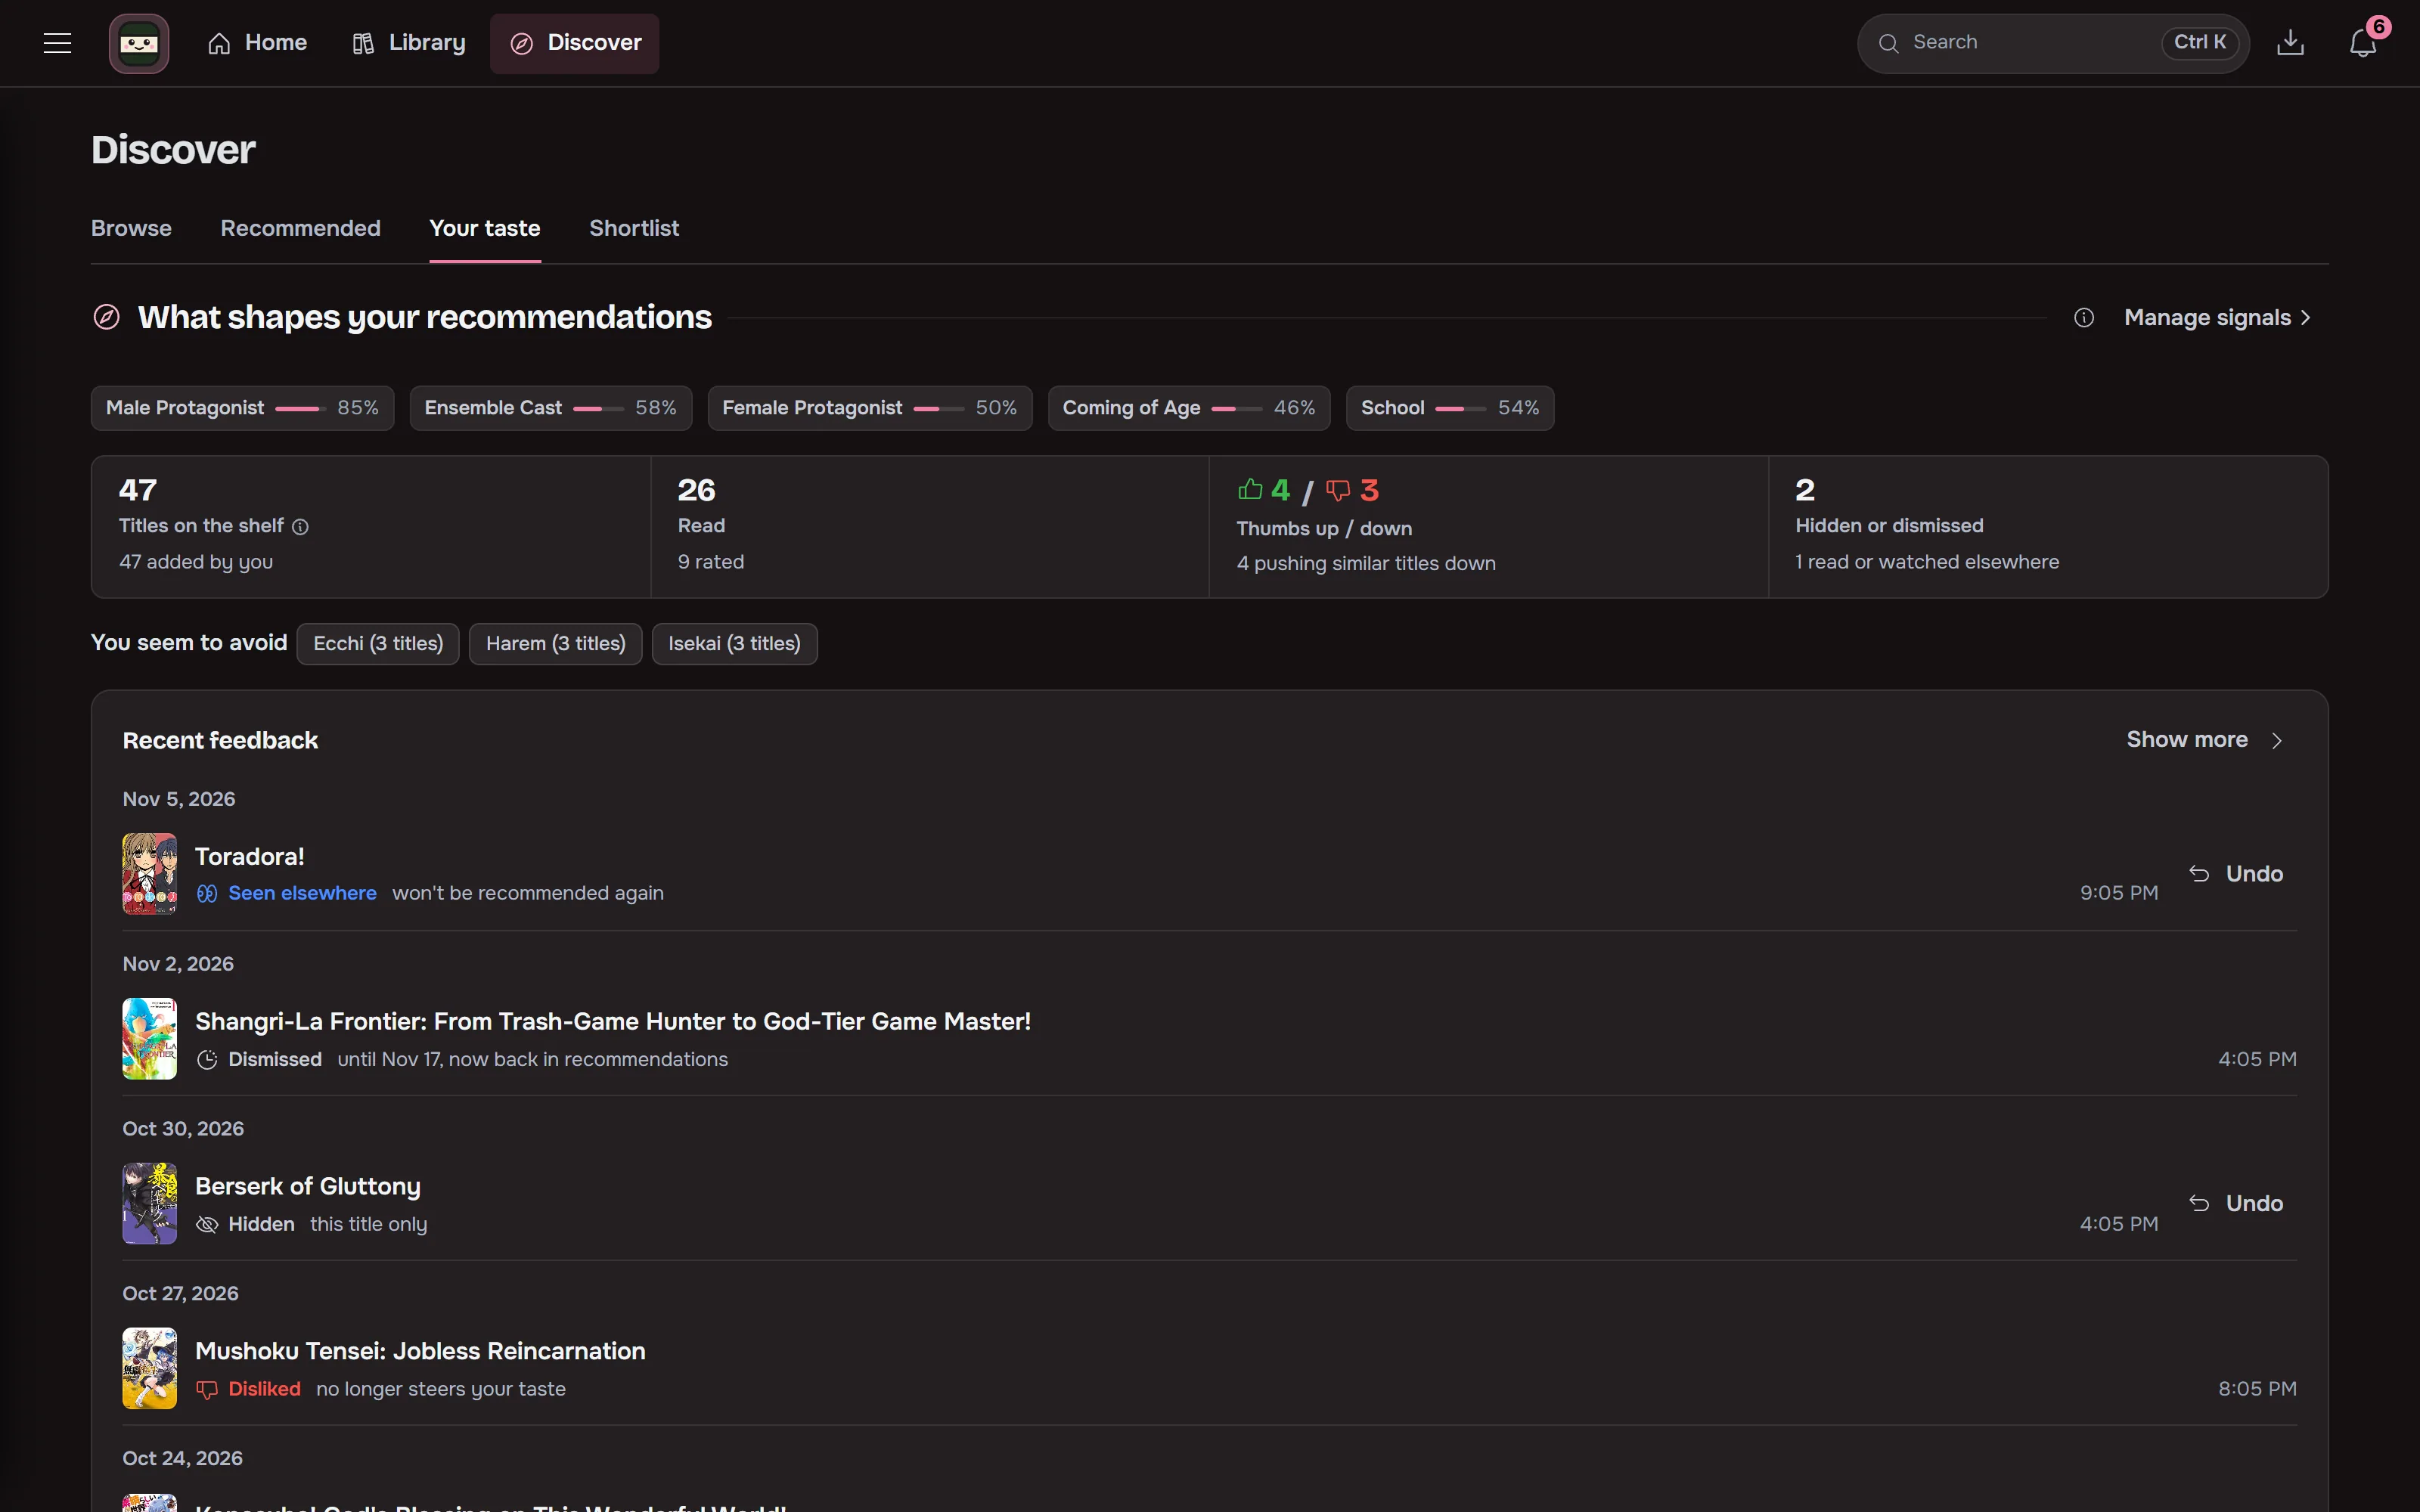 Home
Library
Discover
Search
Ctrl K
6
Discover
Browse
Recommended
Your taste
Shortlist
What shapes your recommendations
Manage signals
Male Protagonist 85%
Ensemble Cast 58%
Female Protagonist 50%
Coming of Age 46%
School 54%
47
Titles on the shelf
47 added by you
26
Read
9 rated
4 / 3
Thumbs up / down
4 pushing similar titles down
2
Hidden or dismissed
1 read or watched elsewhere
You seem to avoid
Ecchi (3 titles)
Harem (3 titles)
Isekai (3 titles)
Recent feedback
Show more
Nov 5, 2026
Toradora!
Seen elsewhere won't be recommended again
9:05 PM
Undo
Nov 2, 2026
Shangri-La Frontier: From Trash-Game Hunter to God-Tier Game Master!
Dismissed until Nov 17, now back in recommendations
4:05 PM
Oct 30, 2026
Berserk of Gluttony
Hidden this title only
4:05 PM
Undo
Oct 27, 2026
Mushoku Tensei: Jobless Reincarnation
Disliked no longer steers your taste
8:05 PM
Oct 24, 2026